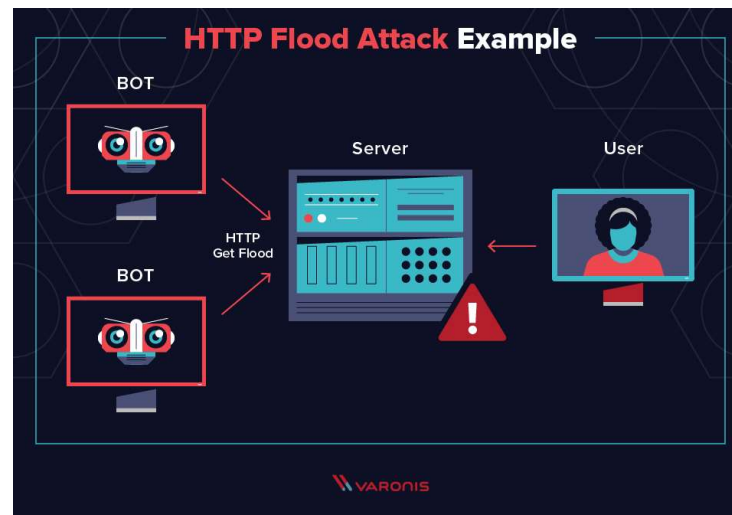 HTTP Flood Attack Example
BOT
Server
User
HTTP
Get Flood
BOT
!
VARONIS